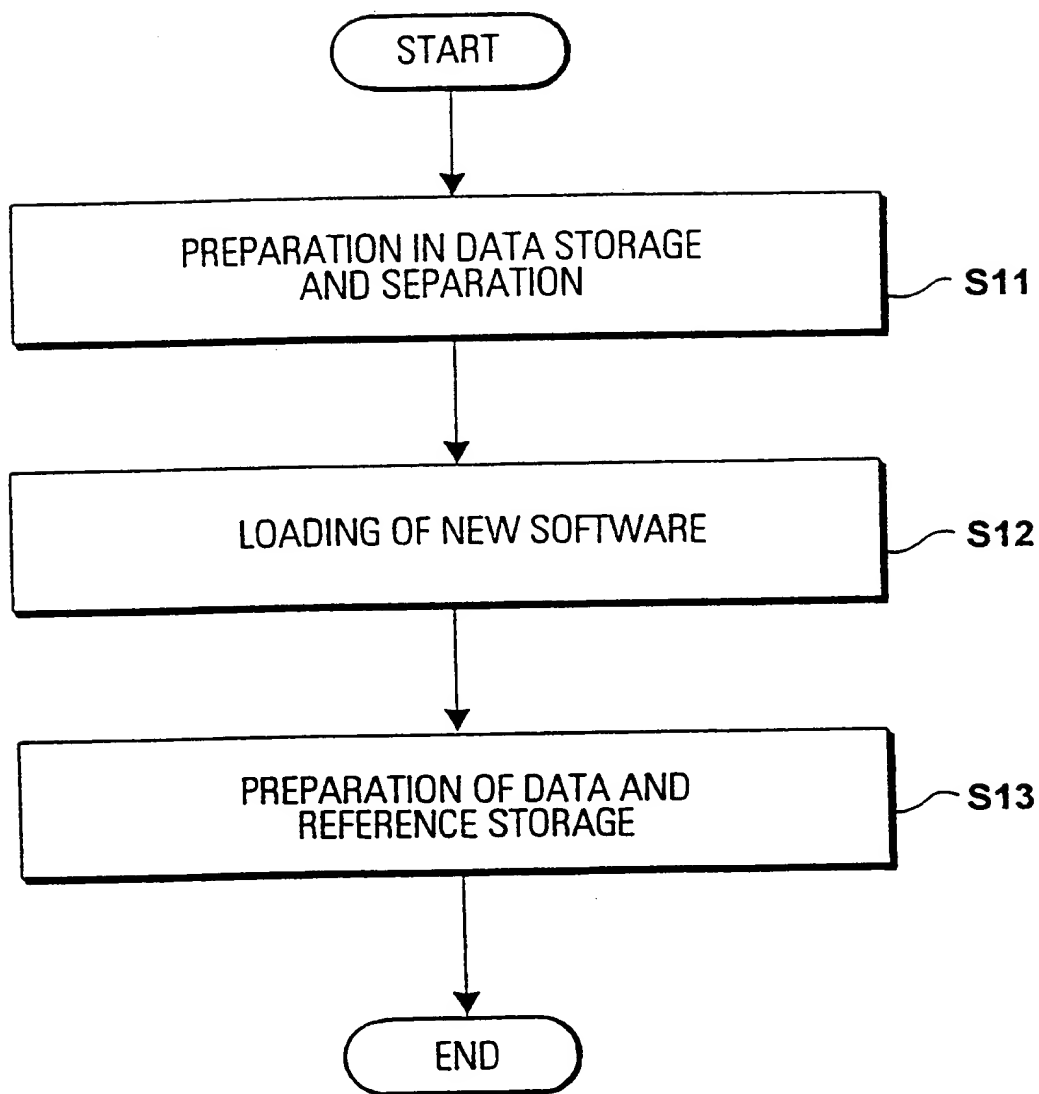 START
PREPARATION IN DATA STORAGE
AND SEPARATION
S11
LOADING OF NEW SOFTWARE
S12
PREPARATION OF DATA AND
REFERENCE STORAGE
S13
END